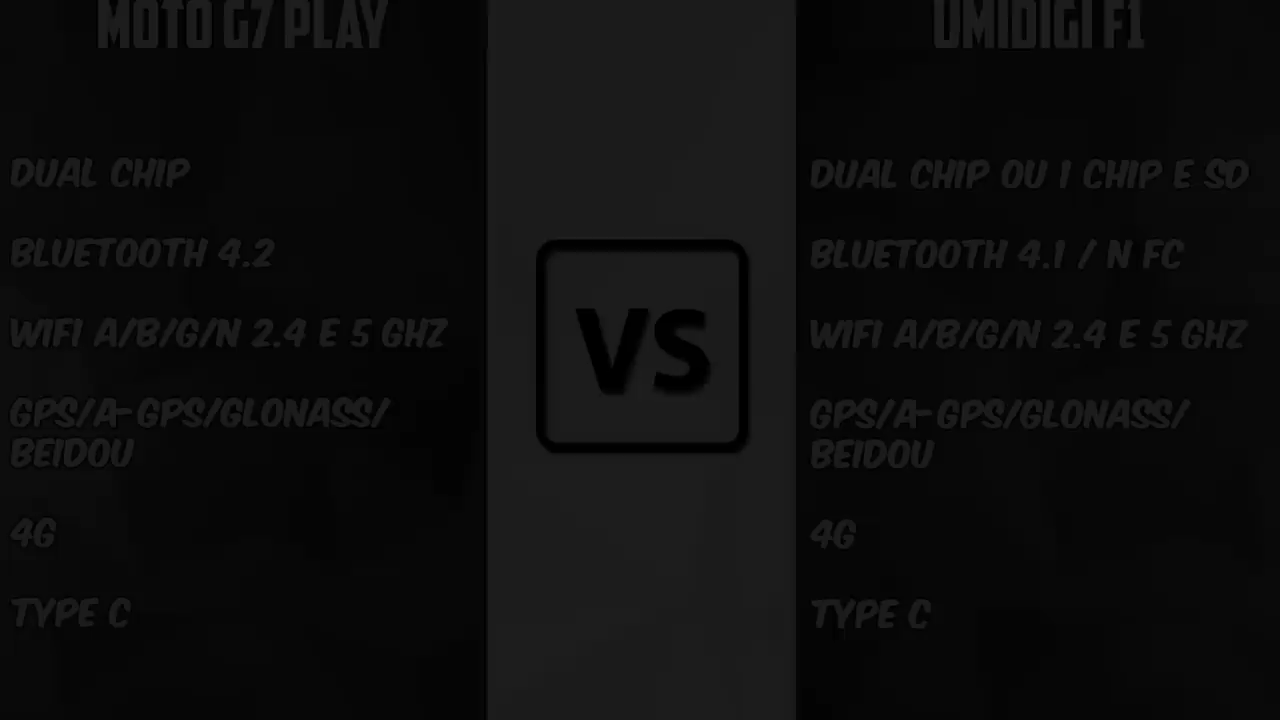 MOTO G7 PLAY
DUAL CHIP
BLUETOOTH 4.2
WIFI A/B/G/N 2.4 E 5 GHZ
GPS/A-GPS/GLONASS/
BEIDOU
4G
TYPE C
VS
UMIDIGI F1
DUAL CHIP OU 1 CHIP E SD
BLUETOOTH 4.1 / N FC
WIFI A/B/G/N 2.4 E 5 GHZ
GPS/A-GPS/GLONASS/
BEIDOU
4G
TYPE C